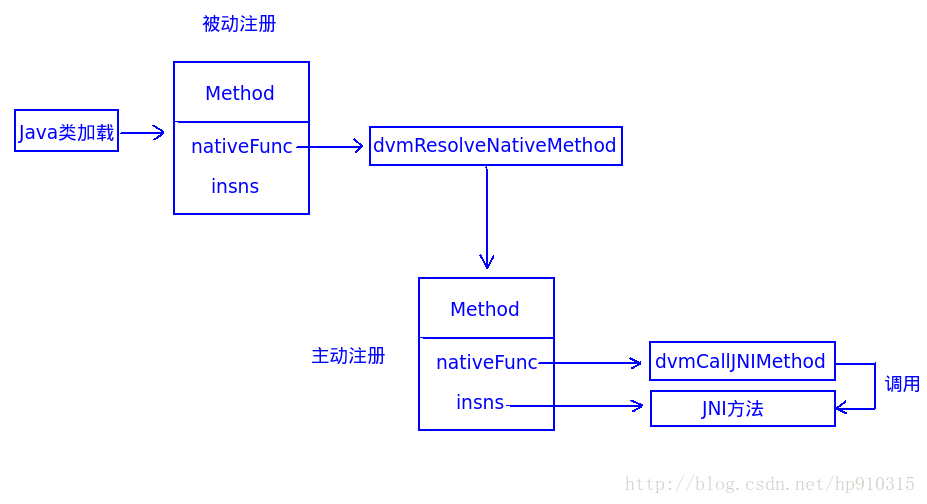 被动注册
Method
Java类加载
nativeFunc
dvmResolveNativeMethod
insns
Method
主动注册
nativeFunc
dvmCallJNIMethod
调用
insns
JNI方法
http://blog.csdn.net/hp910315